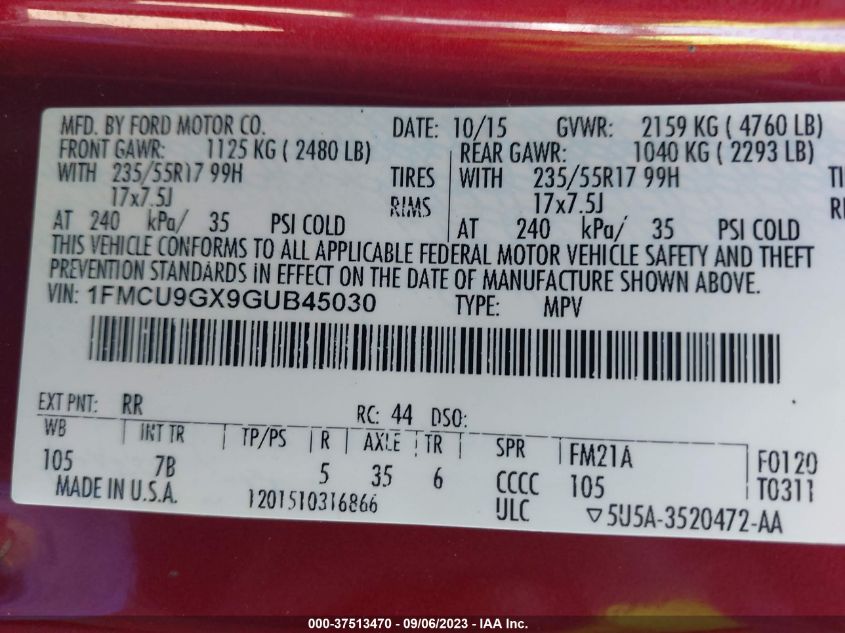 MFD. BY FORD MOTOR CO. DATE: 10/15 GVWR: 2159 KG ( 4760 LB)
FRONT GAWR: 1125 KG ( 2480 LB) REAR GAWR: 1040 KG ( 2293 LB)
WITH 235/55R17 99H TIRES WITH 235/55R17 99H TI
17x7.5J RIMS 17x7.5J RI
AT 240 kPa/ 35 PSI COLD AT 240 kPa/ 35 PSI COLD
THIS VEHICLE CONFORMS TO ALL APPLICABLE FEDERAL MOTOR VEHICLE SAFETY AND THEFT
PREVENTION STANDARDS IN EFFECT ON THE DATE OF MANUFACTURE SHOWN ABOVE.
VIN: 1FMCU9GX9GUB45030 TYPE: MPV
EXT PNT: RR RC: 44 DSO:
WB INT TR TP/PS R AXLE TR SPR FM21A F0120
105 7B 5 35 6 CCCC 105 T0311
MADE IN U.S.A. 1201510316866 ULC ▽5U5A-3520472-AA
000-37513470 - 09/06/2023 - IAA Inc.